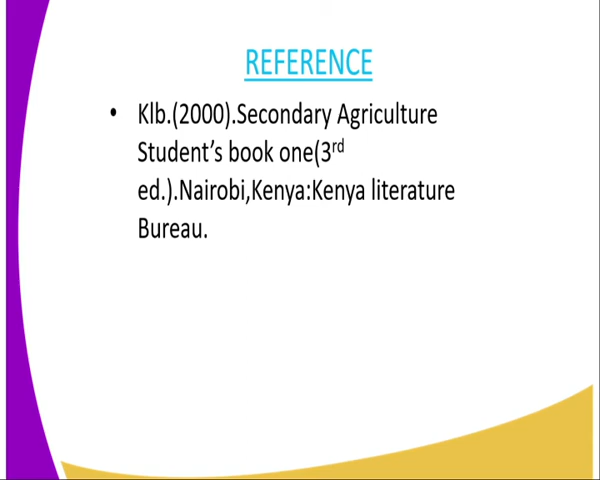 REFERENCE
• Klb.(2000).Secondary Agriculture
Student’s book one(3rd
ed.).Nairobi,Kenya:Kenya literature
Bureau.